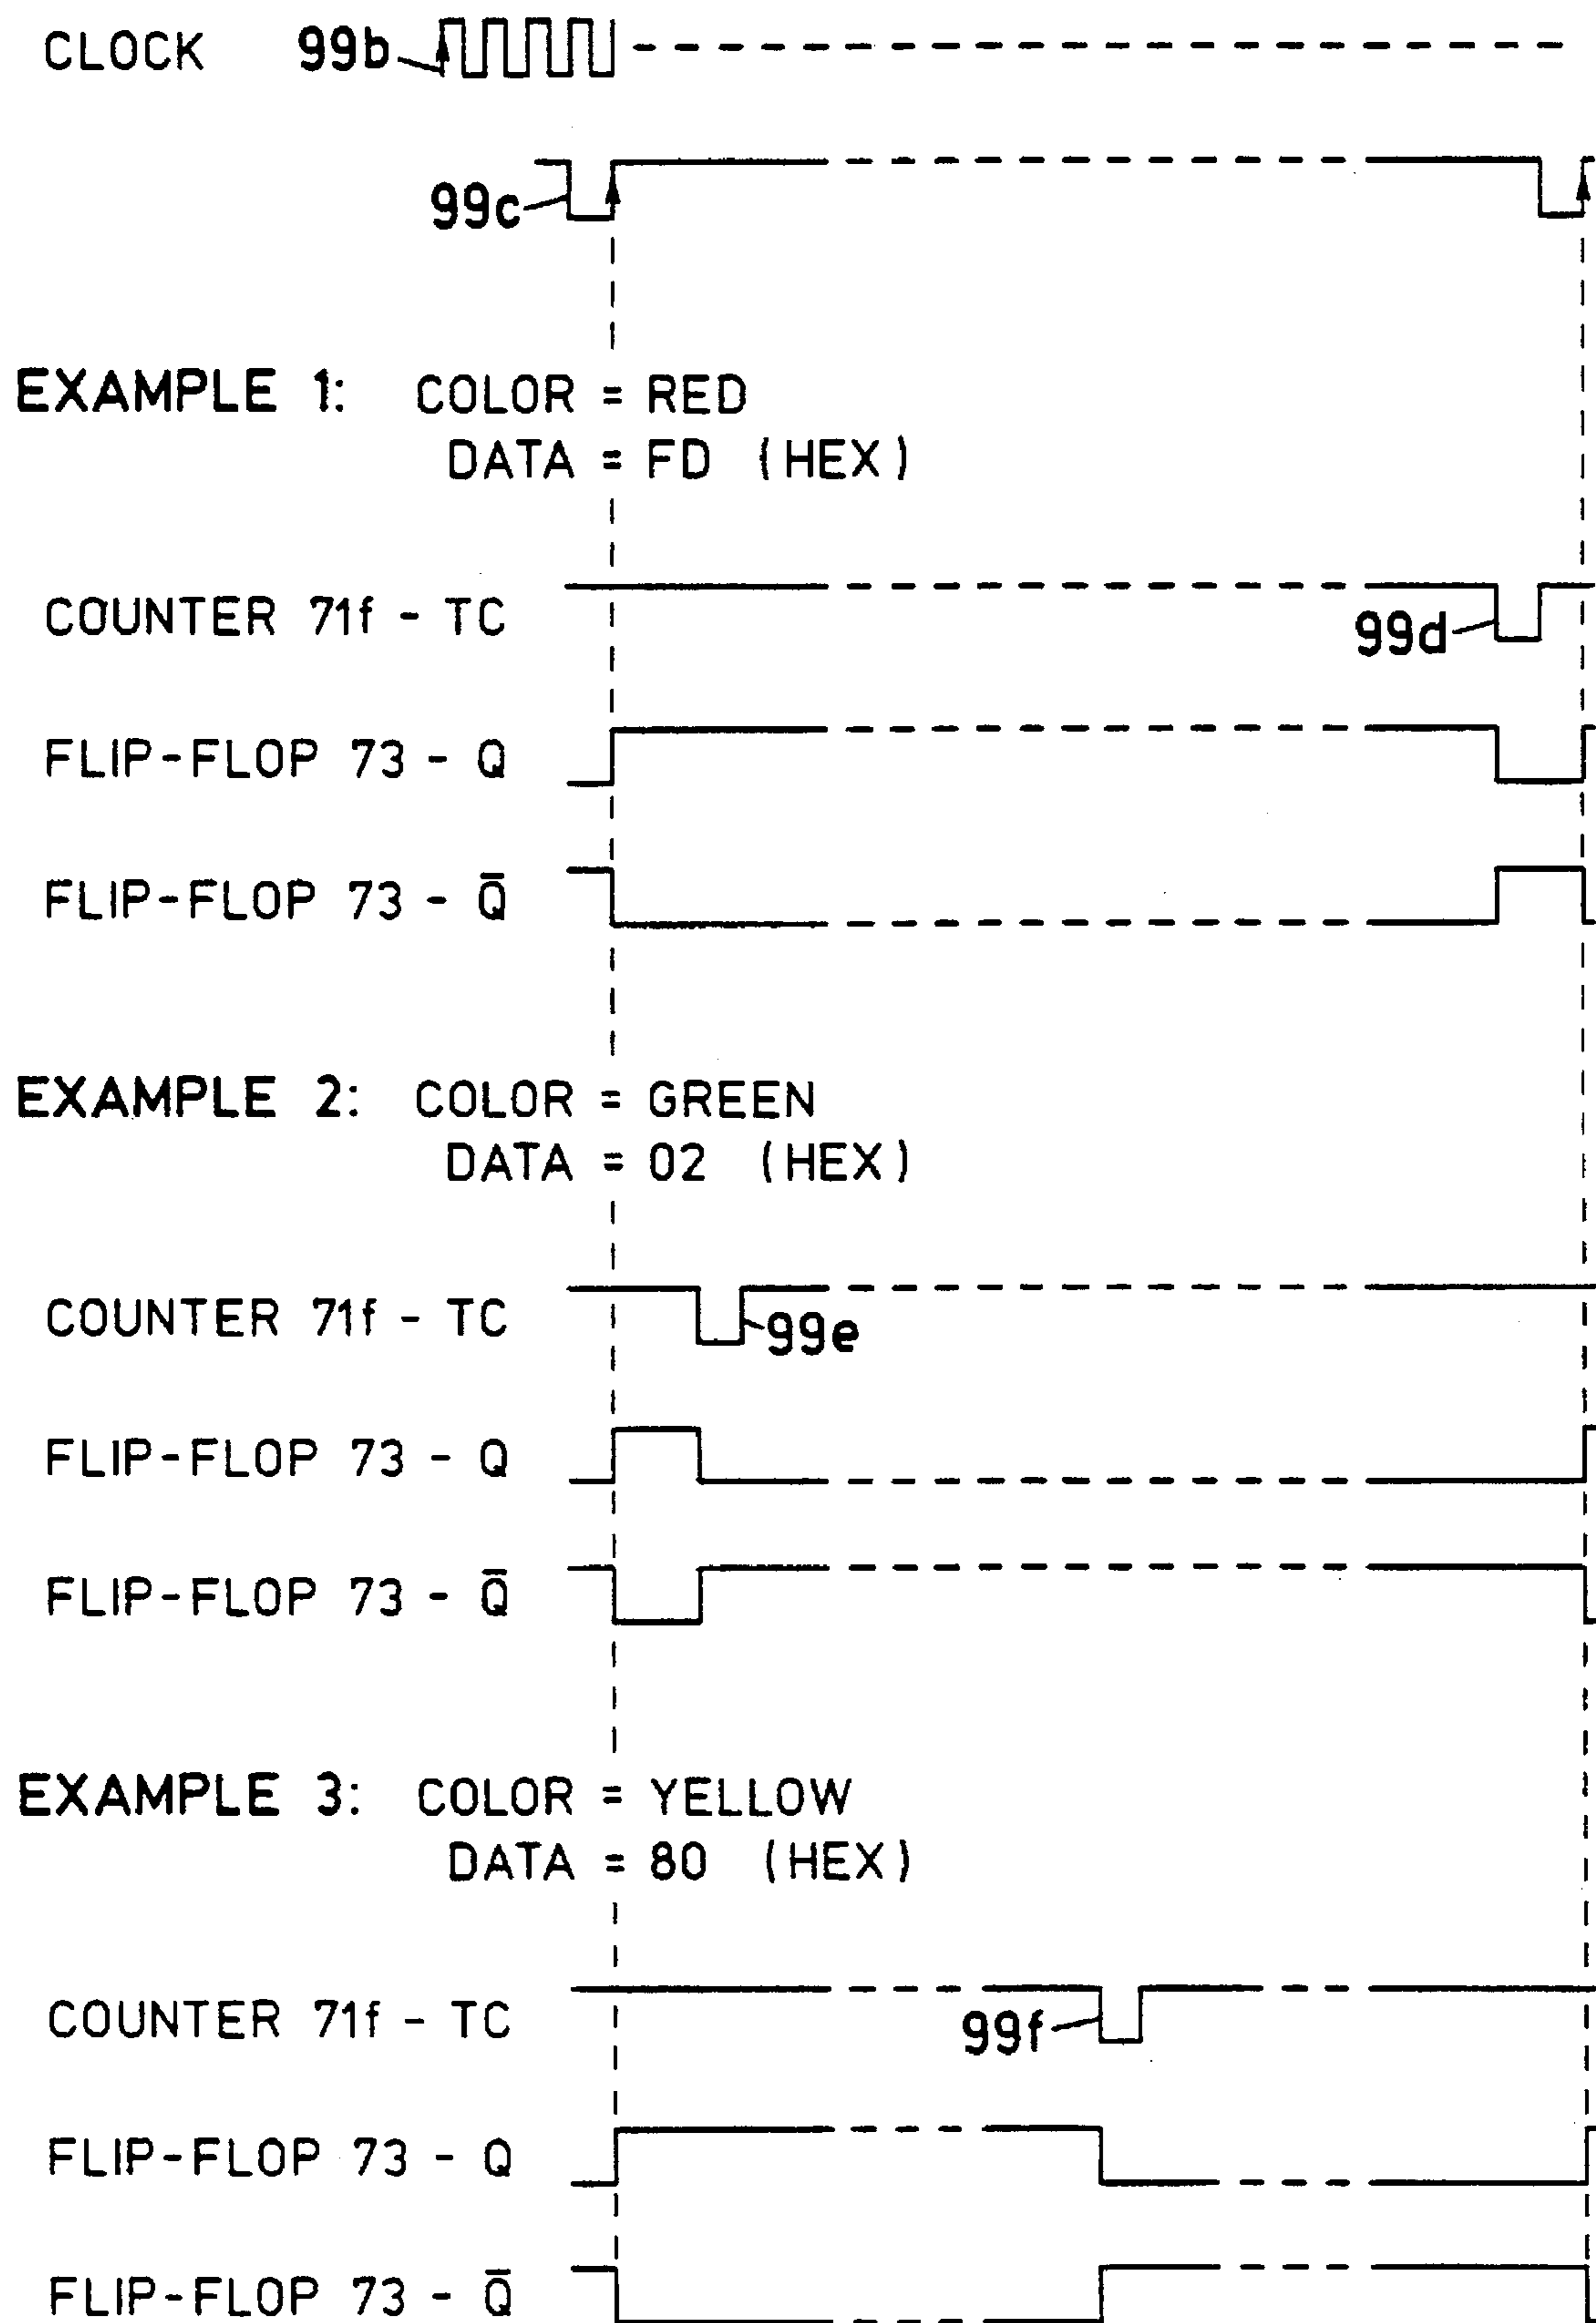 CLOCK 99b
99c
EXAMPLE 1: COLOR = RED
DATA = FD (HEX)
COUNTER 71f - TC
99d
FLIP-FLOP 73 - Q
FLIP-FLOP 73 - Q̄
EXAMPLE 2: COLOR = GREEN
DATA = 02 (HEX)
COUNTER 71f - TC
99e
FLIP-FLOP 73 - Q
FLIP-FLOP 73 - Q̄
EXAMPLE 3: COLOR = YELLOW
DATA = 80 (HEX)
COUNTER 71f - TC
99f
FLIP-FLOP 73 - Q
FLIP-FLOP 73 - Q̄